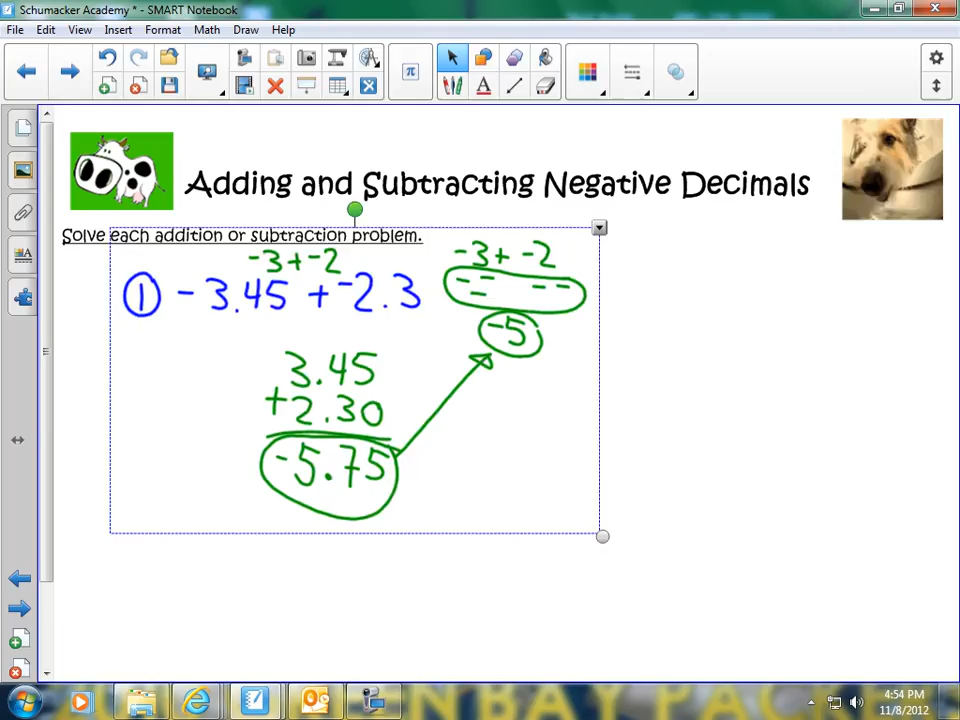 Schumacker Academy * - SMART Notebook
File Edit View Insert Format Math Draw Help
π
A
Adding and Subtracting Negative Decimals
Solve each addition or subtraction problem.
-3 + -2
-3 + -2
① -3.45 + -2.3
-- - --
-5
3.45
+2.30
-5.75
4:54 PM
11/8/2012